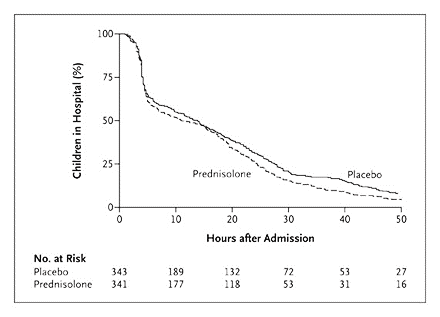 100
75
50
25
0
Children in Hospital (%)
Prednisolone
Placebo
0 10 20 30 40 50
Hours after Admission
No. at Risk
Placebo 343 189 132 72 53 27
Prednisolone 341 177 118 53 31 16